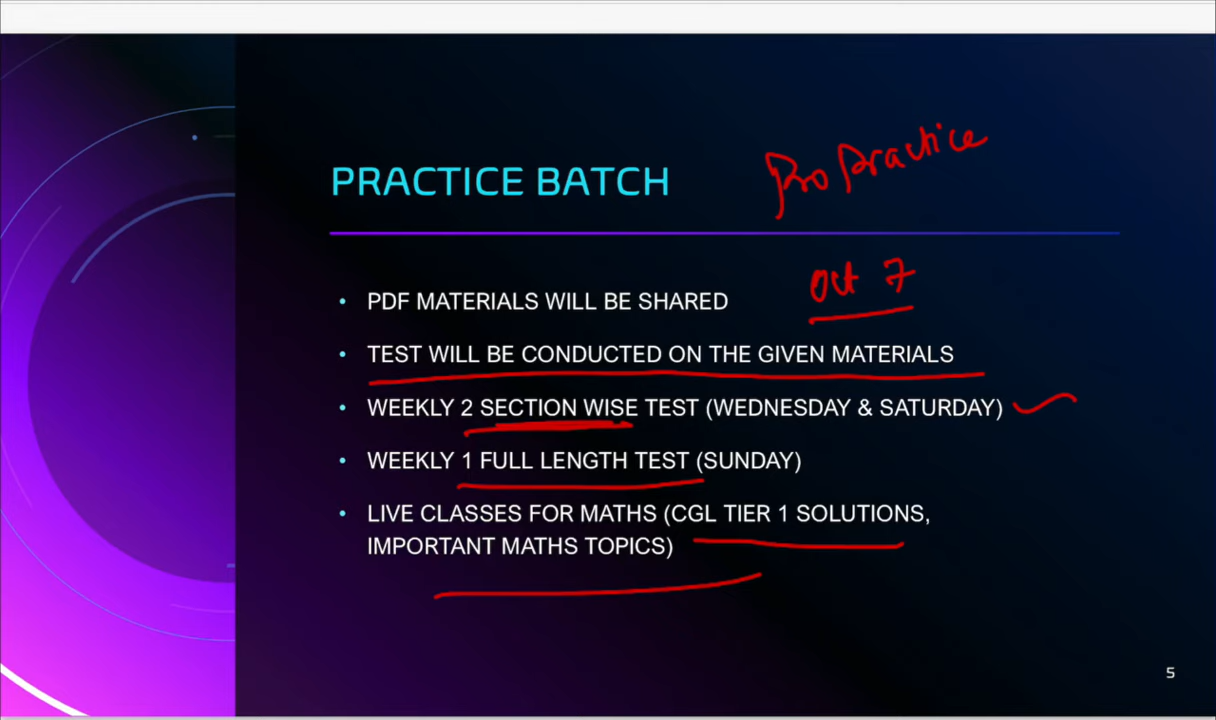 PRACTICE BATCH
Pro Practice
Oct 7
• PDF MATERIALS WILL BE SHARED
• TEST WILL BE CONDUCTED ON THE GIVEN MATERIALS
• WEEKLY 2 SECTION WISE TEST (WEDNESDAY & SATURDAY)
• WEEKLY 1 FULL LENGTH TEST (SUNDAY)
• LIVE CLASSES FOR MATHS (CGL TIER 1 SOLUTIONS,
IMPORTANT MATHS TOPICS)
5